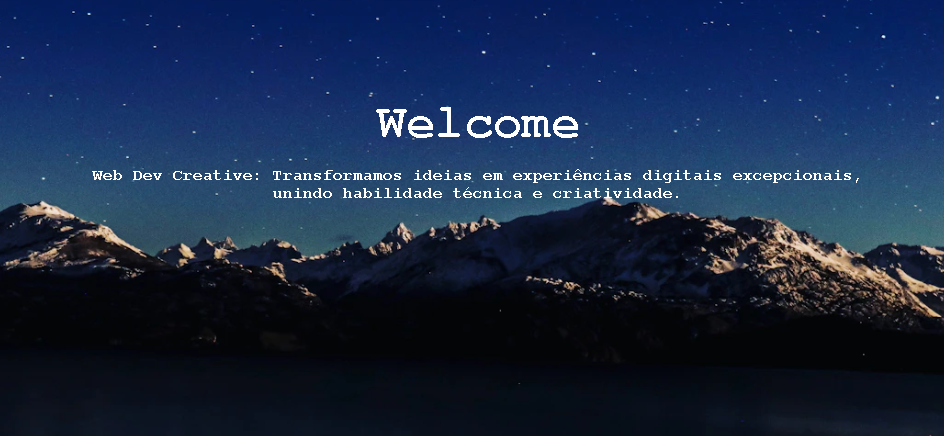 Welcome
Web Dev Creative: Transformamos ideias em experiências digitais excepcionais,
unindo habilidade técnica e criatividade.